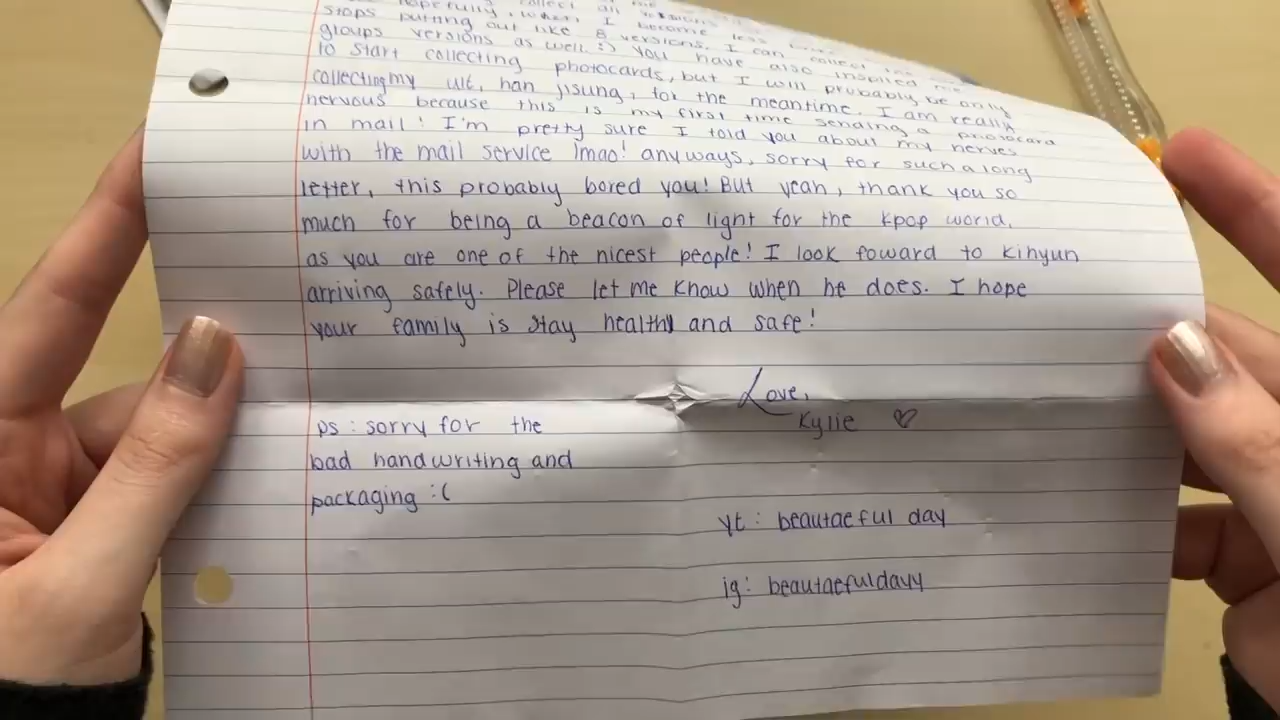 hopefully, when I become less
stops putting out like 8 versions. I can collect the
groups versions as well :) You have also inspired me
to start collecting photocards, but I will probably be only
collecting my ult, han jisung, for the meantime. I am really
nervous because this is my first time sending a photocard
in mail! I'm pretty sure I told you about my nerves
with the mail service lmao! anyways, sorry for such a long
letter, this probably bored you! But yeah, thank you so
much for being a beacon of light for the kpop world,
as you are one of the nicest people! I look foward to kihyun
arriving safely. Please let me know when he does. I hope
your family is stay healthy and safe!
Love,
Kylie ♡
ps: sorry for the
bad handwriting and
packaging :(
yt: beautaeful day
ig: beautaefuldayy